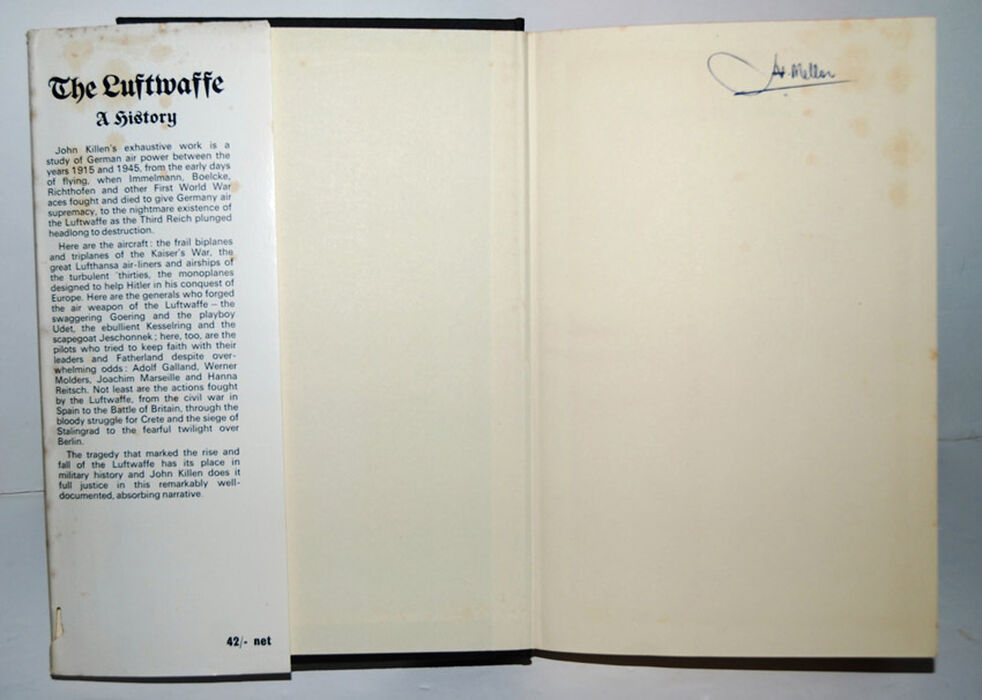 The Luftwaffe
A History
John Killen's exhaustive work is a
study of German air power between the
years 1915 and 1945, from the early days
of flying, when Immelmann, Boelcke,
Richthofen and other First World War
aces fought and died to give Germany air
supremacy, to the nightmare existence of
the Luftwaffe as the Third Reich plunged
headlong to destruction.
Here are the aircraft: the frail biplanes
and triplanes of the Kaiser's War, the
great Lufthansa air-liners and airships of
the turbulent 'thirties, the monoplanes
designed to help Hitler in his conquest of
Europe. Here are the generals who forged
the air weapon of the Luftwaffe – the
swaggering Goering and the playboy
Udet, the ebullient Kesselring and the
scapegoat Jeschonnek; here, too, are the
pilots who tried to keep faith with their
leaders and Fatherland despite over-
whelming odds: Adolf Galland, Werner
Molders, Joachim Marseille and Hanna
Reitsch. Not least are the actions fought
by the Luftwaffe, from the civil war in
Spain to the Battle of Britain, through the
bloody struggle for Crete and the siege of
Stalingrad to the fearful twilight over
Berlin.
The tragedy that marked the rise and
fall of the Luftwaffe has its place in
military history and John Killen does it
full justice in this remarkably well-
documented, absorbing narrative.
42/- net